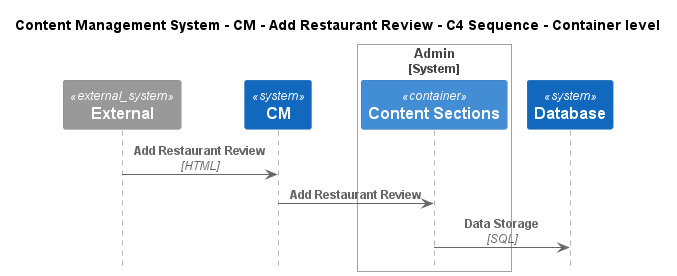 Content Management System - CM - Add Restaurant Review - C4 Sequence - Container level
Admin
[System]
«external_system»
External
«system»
CM
«container»
Content Sections
«system»
Database
Add Restaurant Review
[HTML]
Add Restaurant Review
Data Storage
[SQL]